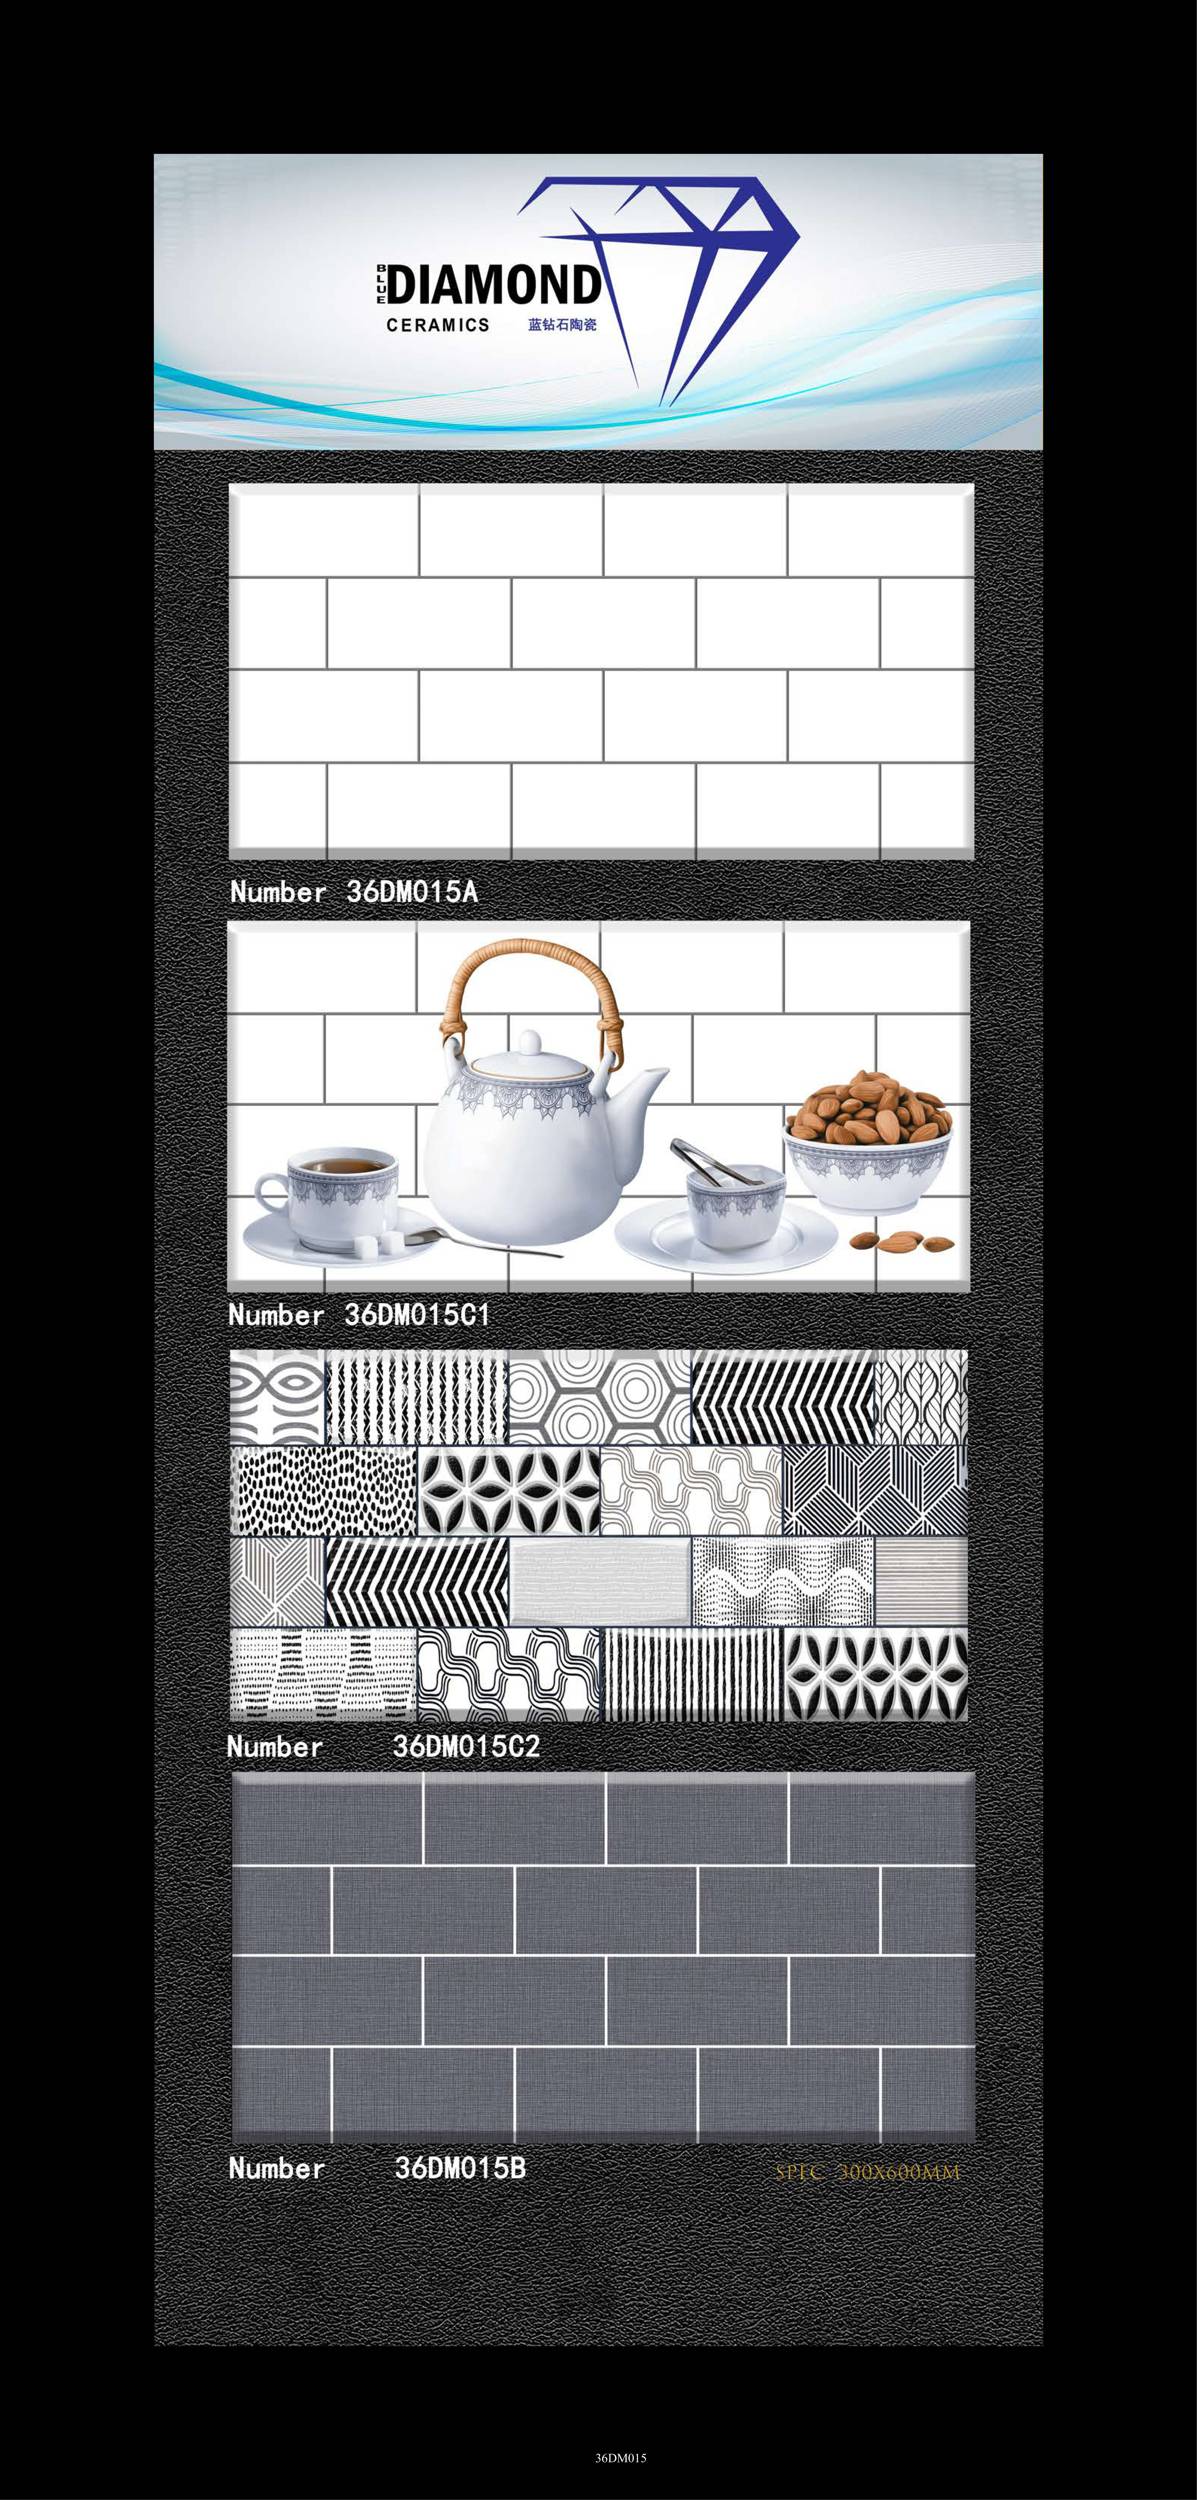 BLUE DIAMOND
CERAMICS 蓝钻石陶瓷
Number 36DM015A
Number 36DM015C1
Number 36DM015C2
Number 36DM015B
SPEC 300X600MM
36DM015